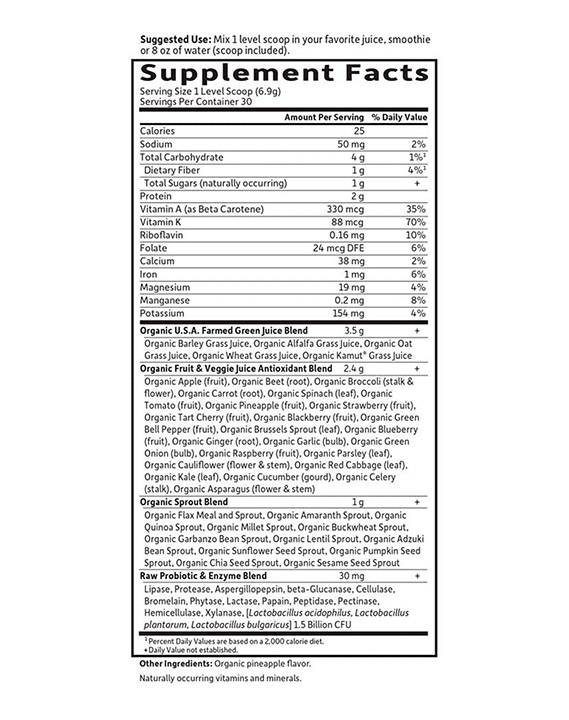 Suggested Use: Mix 1 level scoop in your favorite juice, smoothie
or 8 oz of water (scoop included).
Supplement Facts
Serving Size 1 Level Scoop (6.9g)
Servings Per Container 30
Amount Per Serving % Daily Value
Calories 25
Sodium 50 mg 2%
Total Carbohydrate 4 g 1%¹
Dietary Fiber 1 g 4%¹
Total Sugars (naturally occurring) 1 g +
Protein 2 g
Vitamin A (as Beta Carotene) 330 mcg 35%
Vitamin K 88 mcg 70%
Riboflavin 0.16 mg 10%
Folate 24 mcg DFE 6%
Calcium 38 mg 2%
Iron 1 mg 6%
Magnesium 19 mg 4%
Manganese 0.2 mg 8%
Potassium 154 mg 4%
Organic U.S.A. Farmed Green Juice Blend 3.5 g +
Organic Barley Grass Juice, Organic Alfalfa Grass Juice, Organic Oat
Grass Juice, Organic Wheat Grass Juice, Organic Kamut® Grass Juice
Organic Fruit & Veggie Juice Antioxidant Blend 2.4 g +
Organic Apple (fruit), Organic Beet (root), Organic Broccoli (stalk &
flower), Organic Carrot (root), Organic Spinach (leaf), Organic
Tomato (fruit), Organic Pineapple (fruit), Organic Strawberry (fruit),
Organic Tart Cherry (fruit), Organic Blackberry (fruit), Organic Green
Bell Pepper (fruit), Organic Brussels Sprout (leaf), Organic Blueberry
(fruit), Organic Ginger (root), Organic Garlic (bulb), Organic Green
Onion (bulb), Organic Raspberry (fruit), Organic Parsley (leaf),
Organic Cauliflower (flower & stem), Organic Red Cabbage (leaf),
Organic Kale (leaf), Organic Cucumber (gourd), Organic Celery
(stalk), Organic Asparagus (flower & stem)
Organic Sprout Blend 1 g +
Organic Flax Meal and Sprout, Organic Amaranth Sprout, Organic
Quinoa Sprout, Organic Millet Sprout, Organic Buckwheat Sprout,
Organic Garbanzo Bean Sprout, Organic Lentil Sprout, Organic Adzuki
Bean Sprout, Organic Sunflower Seed Sprout, Organic Pumpkin Seed
Sprout, Organic Chia Seed Sprout, Organic Sesame Seed Sprout
Raw Probiotic & Enzyme Blend 30 mg +
Lipase, Protease, Aspergillopepsin, beta-Glucanase, Cellulase,
Bromelain, Phytase, Lactase, Papain, Peptidase, Pectinase,
Hemicellulase, Xylanase, [Lactobacillus acidophilus, Lactobacillus
plantarum, Lactobacillus bulgaricus] 1.5 Billion CFU
¹Percent Daily Values are based on a 2,000 calorie diet.
+Daily Value not established.
Other Ingredients: Organic pineapple flavor.
Naturally occurring vitamins and minerals.